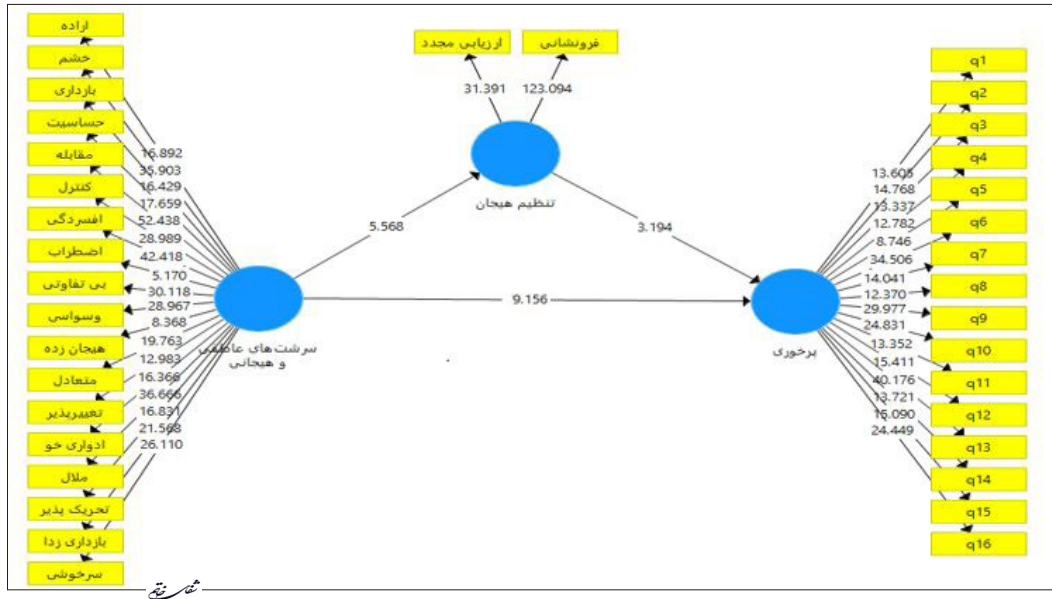 اراده
خشم
بازداری
حساسیت
مقابله
کنترل
افسردگی
اضطراب
بی تفاوتی
وسواسی
هیجان زده
متعادل
تغییرپذیر
ادواری خو
ملال
تحریک پذیر
بازداری زدا
سرخوشی
16.892
35.903
16.429
17.659
52.438
28.989
42.418
5.170
30.118
28.967
8.368
19.763
12.983
16.366
36.666
16.831
21.568
26.110
سرشت های عاطفی
و هیجانی
ارزیابی مجدد
فرونشانی
31.391
123.094
تنظیم هیجان
5.568
3.194
9.156
پرخوری
13.605
14.768
13.337
12.782
8.746
34.506
14.041
12.370
29.977
24.831
13.352
15.411
40.176
13.721
15.090
24.449
q1
q2
q3
q4
q5
q6
q7
q8
q9
q10
q11
q12
q13
q14
q15
q16
شفای خاتم